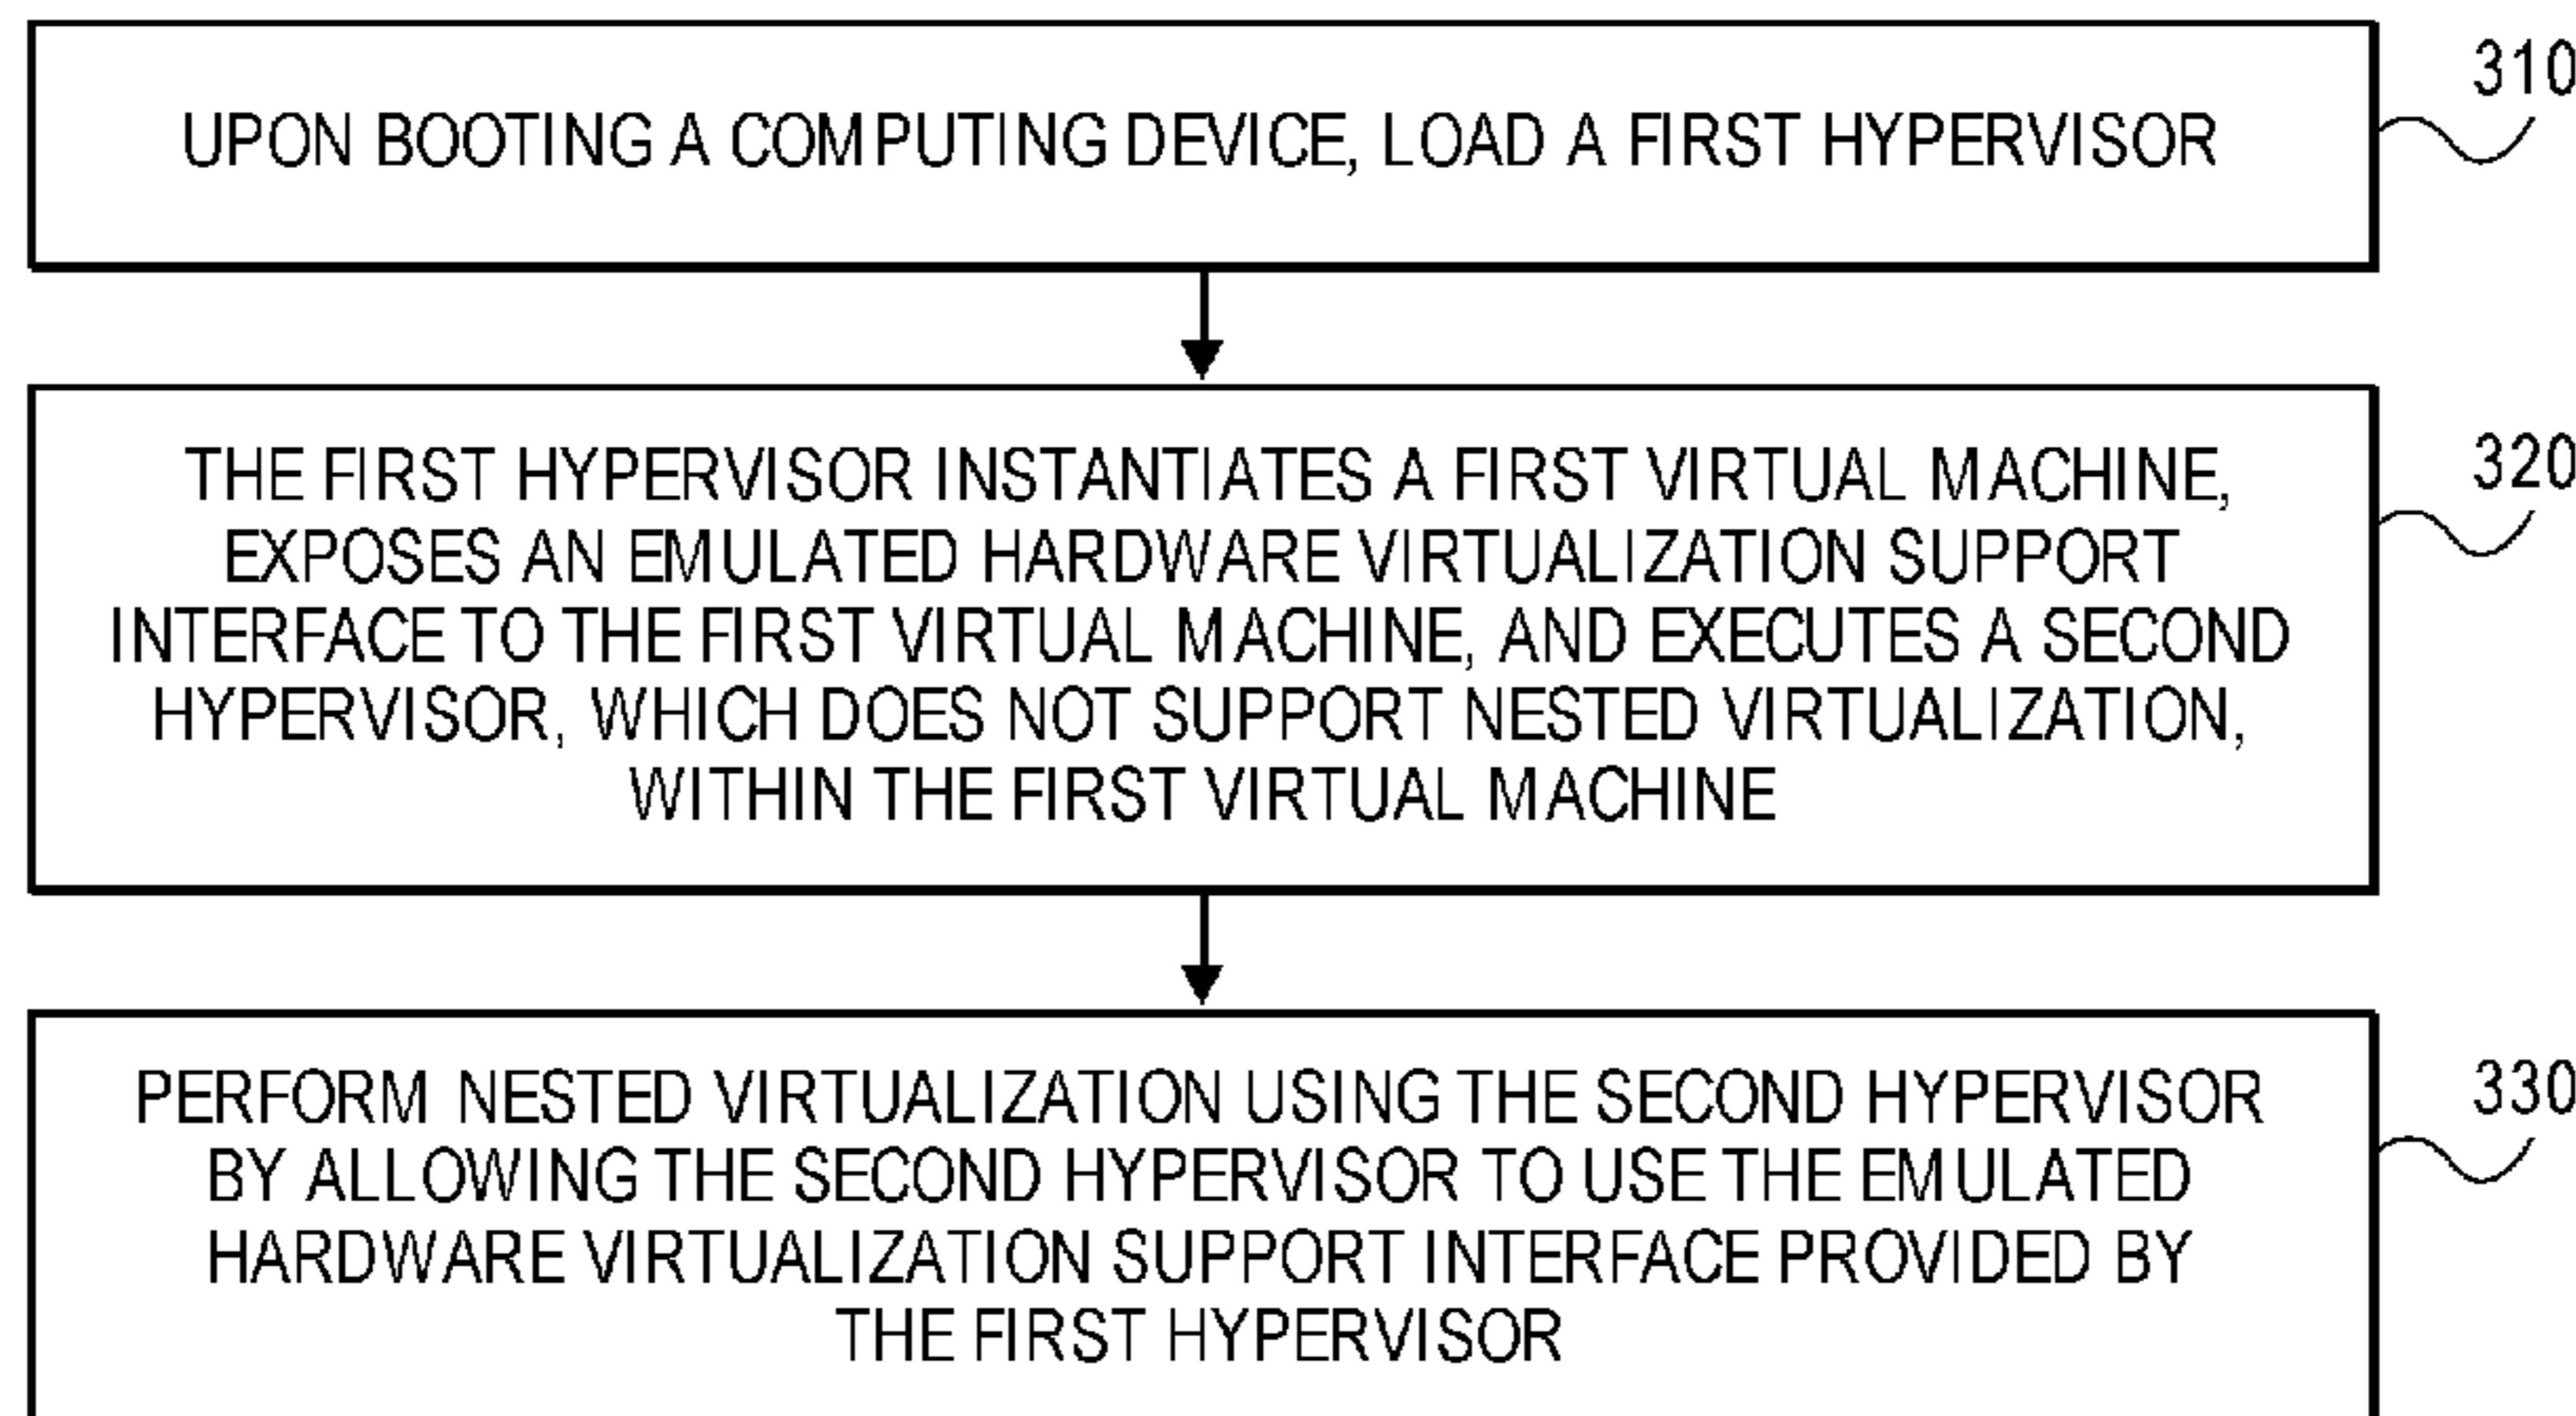 UPON BOOTING A COMPUTING DEVICE, LOAD A FIRST HYPERVISOR
310
THE FIRST HYPERVISOR INSTANTIATES A FIRST VIRTUAL MACHINE,
EXPOSES AN EMULATED HARDWARE VIRTUALIZATION SUPPORT
INTERFACE TO THE FIRST VIRTUAL MACHINE, AND EXECUTES A SECOND
HYPERVISOR, WHICH DOES NOT SUPPORT NESTED VIRTUALIZATION,
WITHIN THE FIRST VIRTUAL MACHINE
320
PERFORM NESTED VIRTUALIZATION USING THE SECOND HYPERVISOR
BY ALLOWING THE SECOND HYPERVISOR TO USE THE EMULATED
HARDWARE VIRTUALIZATION SUPPORT INTERFACE PROVIDED BY
THE FIRST HYPERVISOR
330